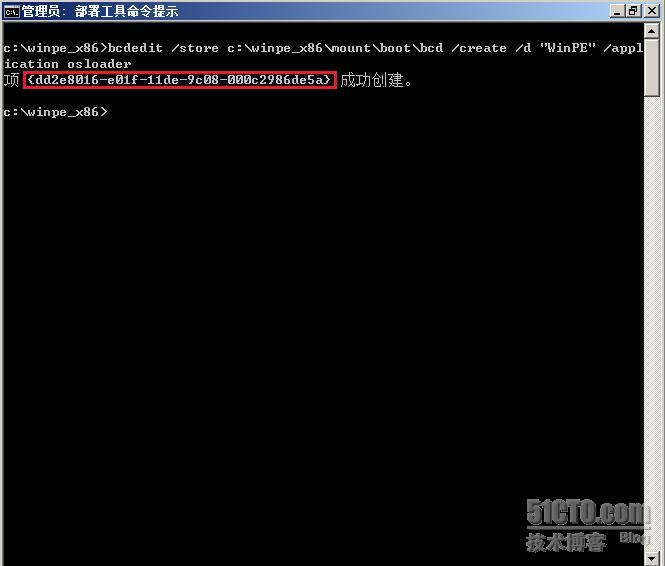 管理员: 部署工具命令提示
c:\winpe_x86>bcdedit /store c:\winpe_x86\mount\boot\bcd /create /d "WinPE" /appl
ication osloader
项 {dd2e8016-e01f-11de-9c08-000c2986de5a} 成功创建。
c:\winpe_x86>
51CTO.com
技术博客 Blog